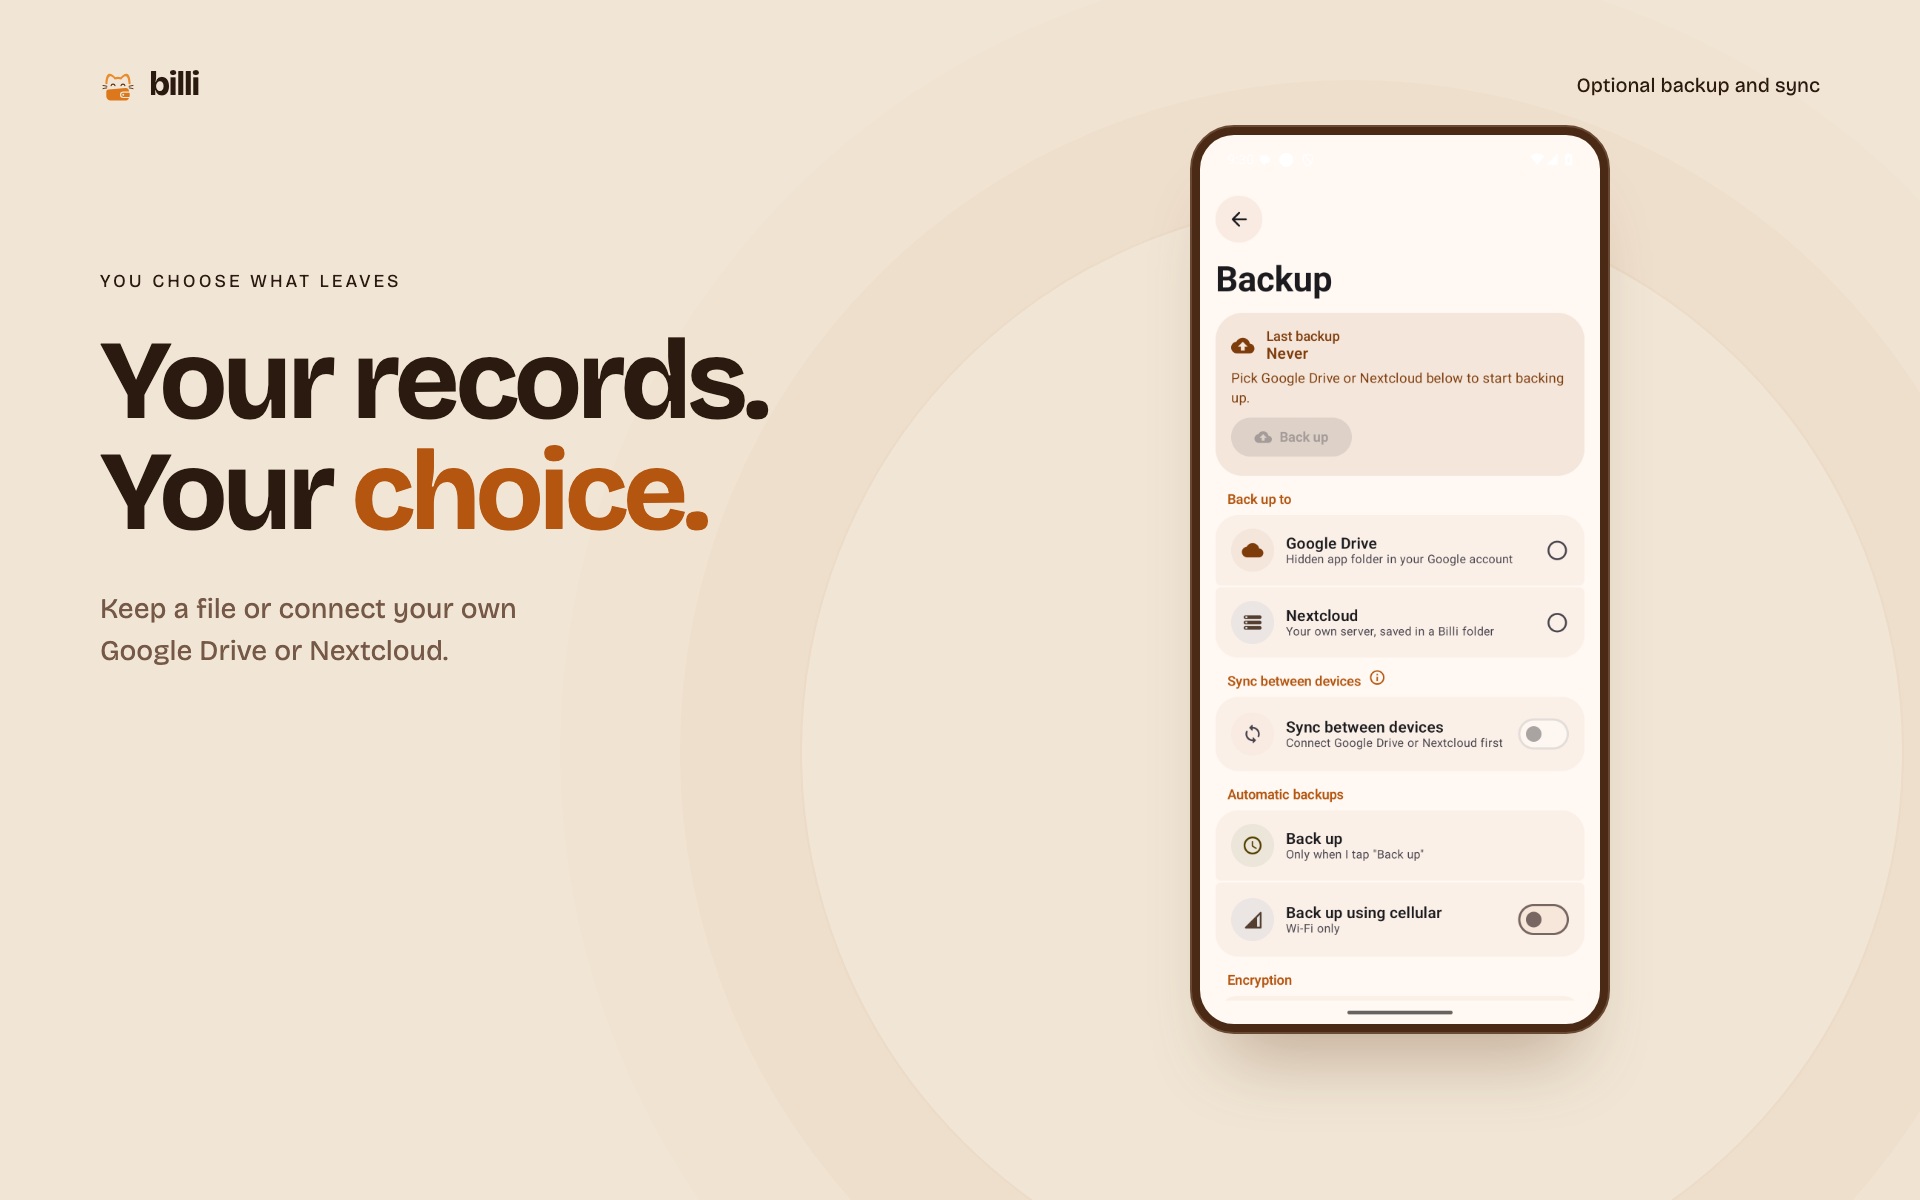 billi
Optional backup and sync
YOU CHOOSE WHAT LEAVES
Your records.
Your choice.
Keep a file or connect your own
Google Drive or Nextcloud.
Backup
Last backup
Never
Pick Google Drive or Nextcloud below to start backing
up.
Back up
Back up to
Google Drive
Hidden app folder in your Google account
Nextcloud
Your own server, saved in a Billi folder
Sync between devices
Sync between devices
Connect Google Drive or Nextcloud first
Automatic backups
Back up
Only when I tap "Back up"
Back up using cellular
Wi-Fi only
Encryption